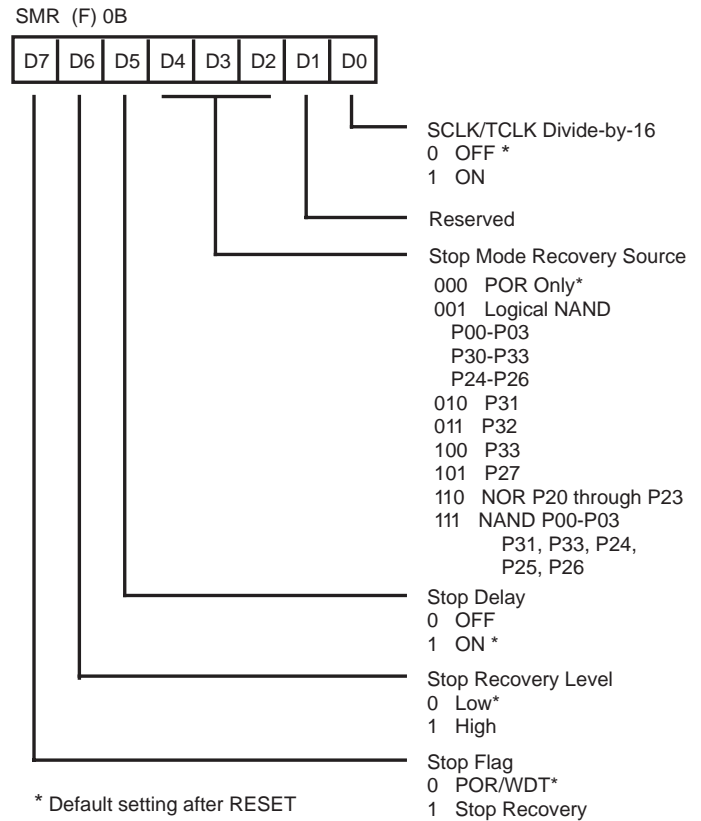 SMR (F) 0B
D7 D6 D5 D4 D3 D2 D1 D0
SCLK/TCLK Divide-by-16
0 OFF *
1 ON
Reserved
Stop Mode Recovery Source
000 POR Only*
001 Logical NAND
P00-P03
P30-P33
P24-P26
010 P31
011 P32
100 P33
101 P27
110 NOR P20 through P23
111 NAND P00-P03
P31, P33, P24,
P25, P26
Stop Delay
0 OFF
1 ON *
Stop Recovery Level
0 Low*
1 High
Stop Flag
0 POR/WDT*
1 Stop Recovery
* Default setting after RESET